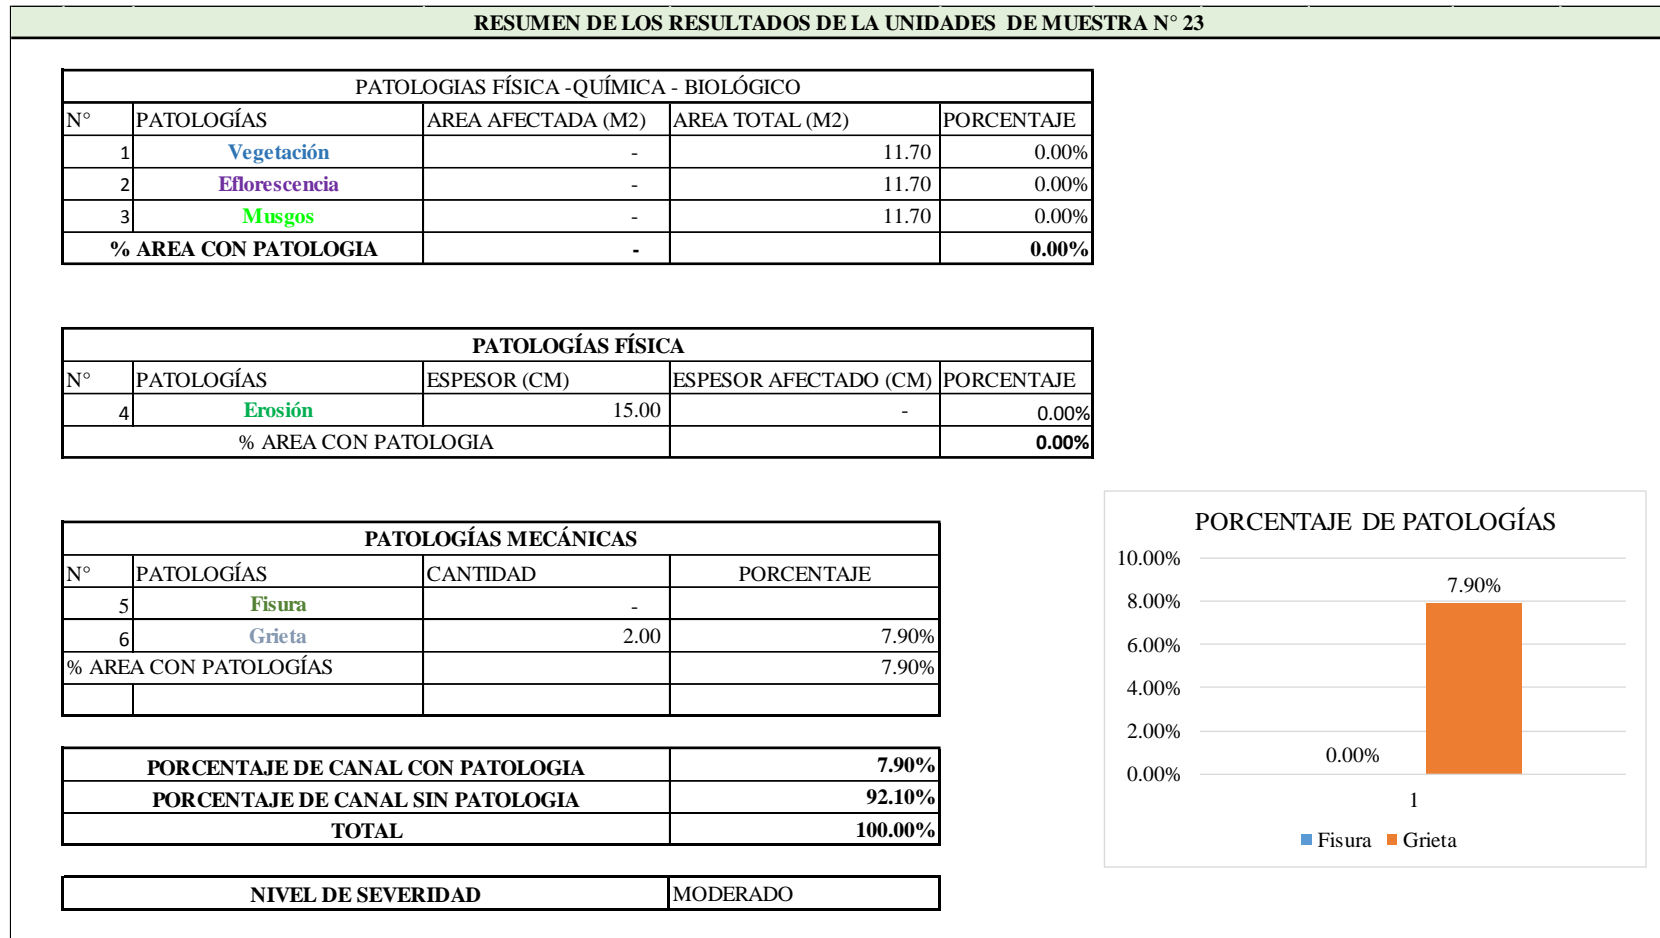 RESUMEN DE LOS RESULTADOS DE LA UNIDADES DE MUESTRA N° 23
PATOLOGIAS FÍSICA -QUÍMICA - BIOLÓGICO
N° PATOLOGÍAS AREA AFECTADA (M2) AREA TOTAL (M2) PORCENTAJE
1 Vegetación - 11.70 0.00%
2 Eflorescencia - 11.70 0.00%
3 Musgos - 11.70 0.00%
% AREA CON PATOLOGIA - 0.00%
PATOLOGÍAS FÍSICA
N° PATOLOGÍAS ESPESOR (CM) ESPESOR AFECTADO (CM) PORCENTAJE
4 Erosión 15.00 - 0.00%
% AREA CON PATOLOGIA 0.00%
PATOLOGÍAS MECÁNICAS
N° PATOLOGÍAS CANTIDAD PORCENTAJE
5 Fisura -
6 Grieta 2.00 7.90%
% AREA CON PATOLOGÍAS 7.90%
PORCENTAJE DE CANAL CON PATOLOGIA 7.90%
PORCENTAJE DE CANAL SIN PATOLOGIA 92.10%
TOTAL 100.00%
NIVEL DE SEVERIDAD MODERADO
PORCENTAJE DE PATOLOGÍAS
10.00%
7.90%
8.00%
6.00%
4.00%
2.00%
0.00%
0.00%
1
Fisura Grieta